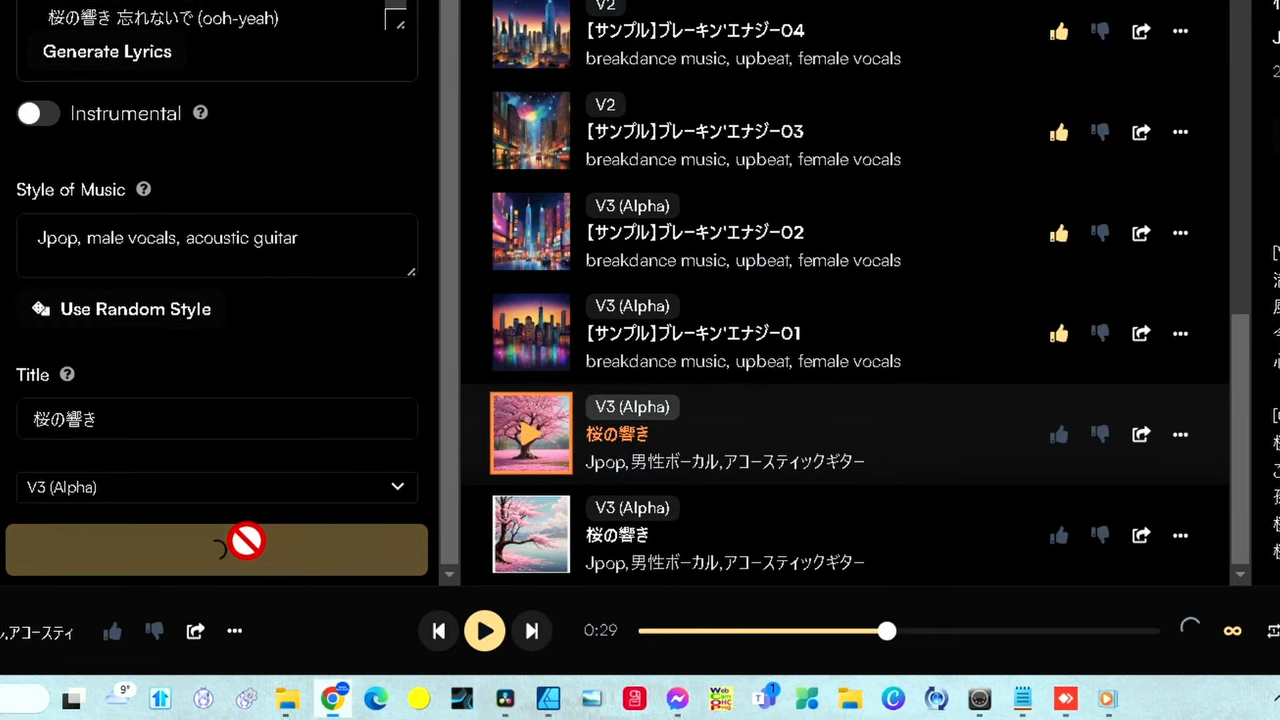 桜の響き 忘れないで (ooh-yeah)
Generate Lyrics
Instrumental
Style of Music
Jpop, male vocals, acoustic guitar
Use Random Style
Title
桜の響き
V3 (Alpha)
V2
【サンプル】ブレーキン'エナジー04
breakdance music, upbeat, female vocals
V2
【サンプル】ブレーキン'エナジー03
breakdance music, upbeat, female vocals
V3 (Alpha)
【サンプル】ブレーキン'エナジー02
breakdance music, upbeat, female vocals
V3 (Alpha)
【サンプル】ブレーキン'エナジー01
breakdance music, upbeat, female vocals
V3 (Alpha)
桜の響き
Jpop,男性ボーカル,アコースティックギター
V3 (Alpha)
桜の響き
Jpop,男性ボーカル,アコースティックギター
ル,アコースティ
0:29
9°